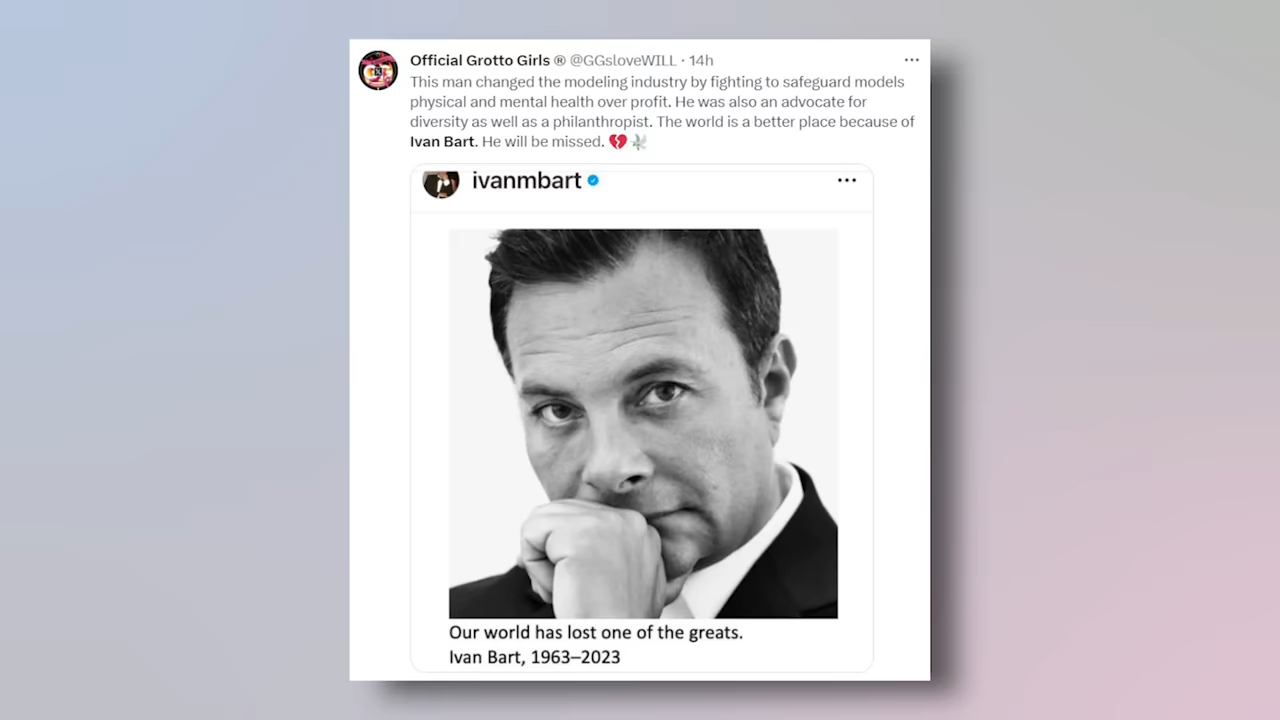 Official Grotto Girls ® @GGsloveWILL · 14h
This man changed the modeling industry by fighting to safeguard models
physical and mental health over profit. He was also an advocate for
diversity as well as a philanthropist. The world is a better place because of
Ivan Bart. He will be missed. 💔🕊
ivanmbart
Our world has lost one of the greats.
Ivan Bart, 1963–2023